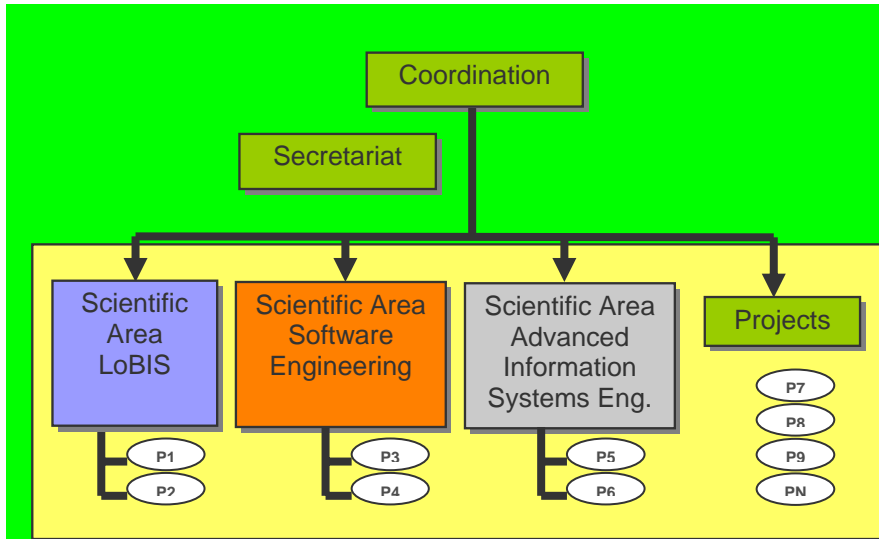 Coordination
Secretariat
Scientific
Area
LoBIS
Scientific Area
Software
Engineering
Scientific Area
Advanced
Information
Systems Eng.
Projects
P1
P2
P3
P4
P5
P6
P7
P8
P9
PN